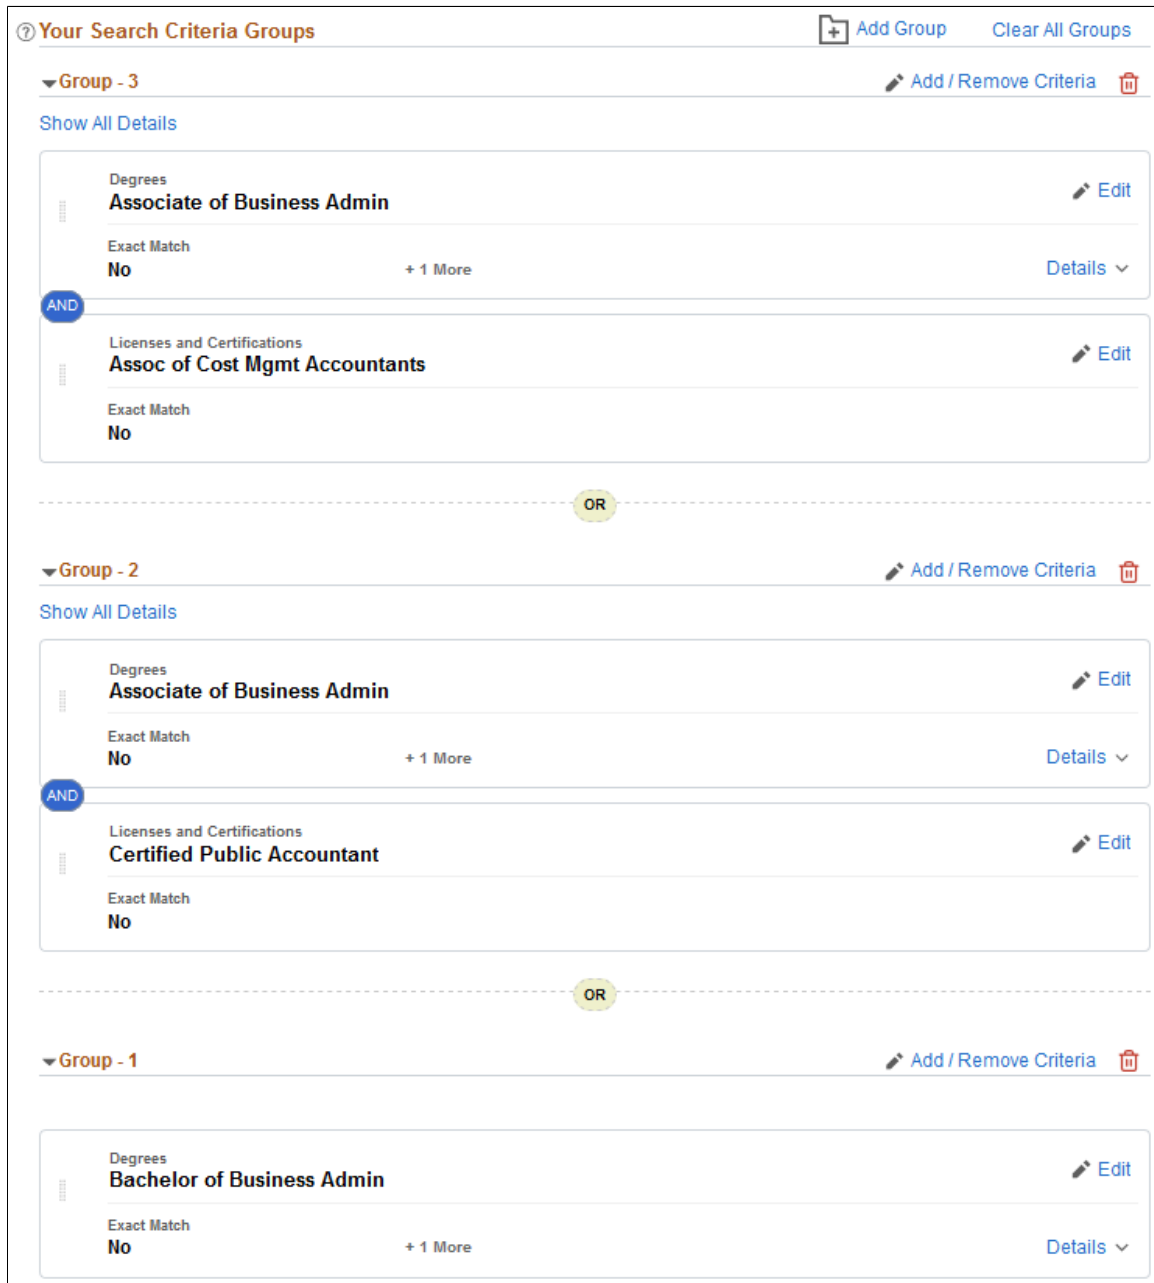 Your Search Criteria Groups Add Group Clear All Groups
Group - 3 Add / Remove Criteria
Show All Details
Degrees
Associate of Business Admin Edit
Exact Match
No + 1 More Details
AND
Licenses and Certifications
Assoc of Cost Mgmt Accountants Edit
Exact Match
No
OR
Group - 2 Add / Remove Criteria
Show All Details
Degrees
Associate of Business Admin Edit
Exact Match
No + 1 More Details
AND
Licenses and Certifications
Certified Public Accountant Edit
Exact Match
No
OR
Group - 1 Add / Remove Criteria
Degrees
Bachelor of Business Admin Edit
Exact Match
No + 1 More Details